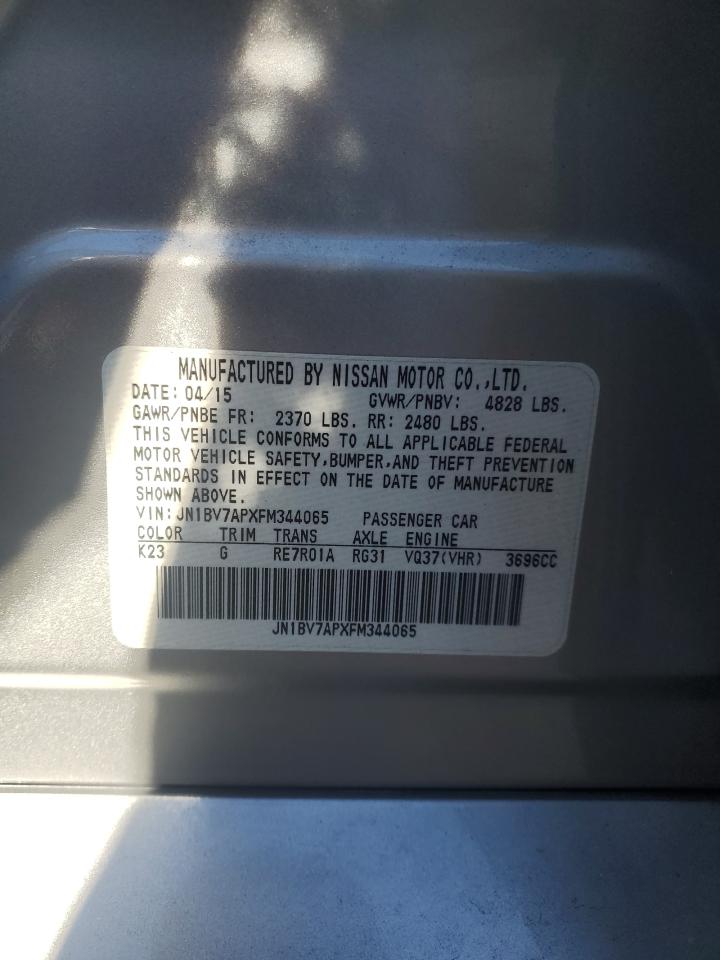 MANUFACTURED BY NISSAN MOTOR CO.,LTD.
DATE: 04/15 GVWR/PNBV: 4828 LBS.
GAWR/PNBE FR: 2370 LBS. RR: 2480 LBS.
THIS VEHICLE CONFORMS TO ALL APPLICABLE FEDERAL
MOTOR VEHICLE SAFETY,BUMPER,AND THEFT PREVENTION
STANDARDS IN EFFECT ON THE DATE OF MANUFACTURE
SHOWN ABOVE.
VIN: JN1BV7APXFM344065 PASSENGER CAR
COLOR TRIM TRANS AXLE ENGINE
K23 G RE7R01A RG31 VQ37(VHR) 3696CC
JN1BV7APXFM344065